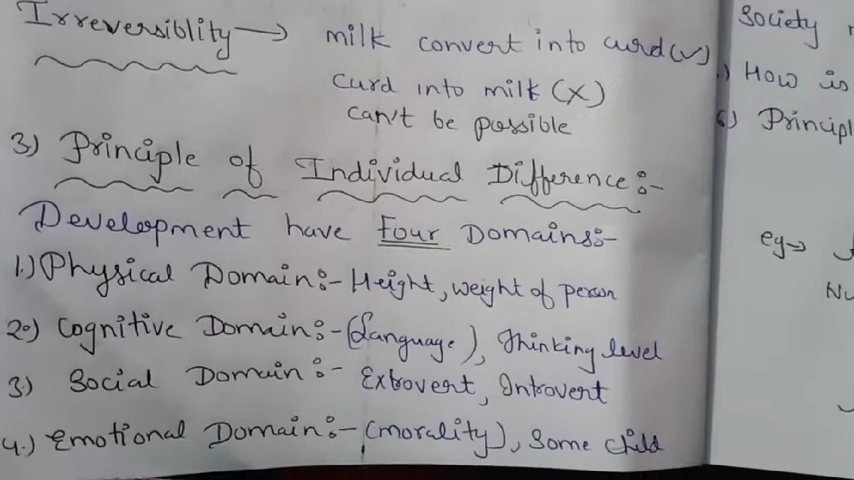 Irreversiblity → milk convert into curd (✓)
curd into milk (X)
can't be possible
3) Principle of Individual Difference:-
Development have Four Domains:-
1.) Physical Domain:- Height, weight of person
2.) Cognitive Domain:- (Language), Thinking level
3) Social Domain:- Extrovert, Introvert
4.) Emotional Domain:- (morality), Some child
Society
) How is
6) Principl
eg→
Nu